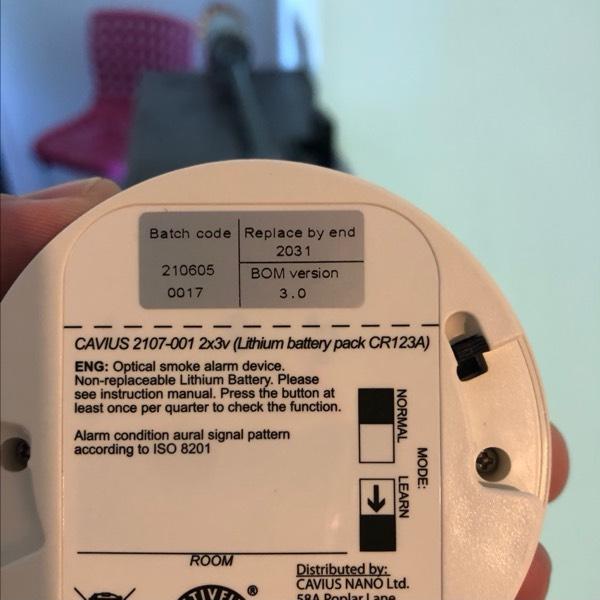 Batch code
210605
0017
Replace by end
2031
BOM version
3.0
CAVIUS 2107-001 2x3v (Lithium battery pack CR123A)
ENG: Optical smoke alarm device.
Non-replaceable Lithium Battery. Please
see instruction manual. Press the button at
least once per quarter to check the function.
Alarm condition aural signal pattern
according to ISO 8201
NORMAL
MODE:
LEARN
ROOM
®
Distributed by:
CAVIUS NANO Ltd.
58A Poplar Lane